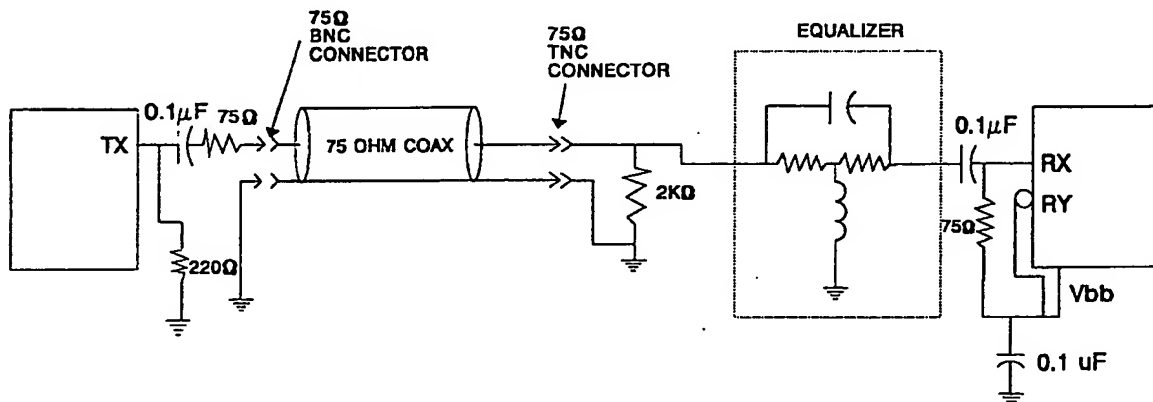 75Ω
BNC
CONNECTOR
75Ω
TNC
CONNECTOR
EQUALIZER
0.1μF
75Ω
TX
75 OHM COAX
0.1μF
RX
2KΩ
RY
75Ω
220Ω
Vbb
0.1 uF